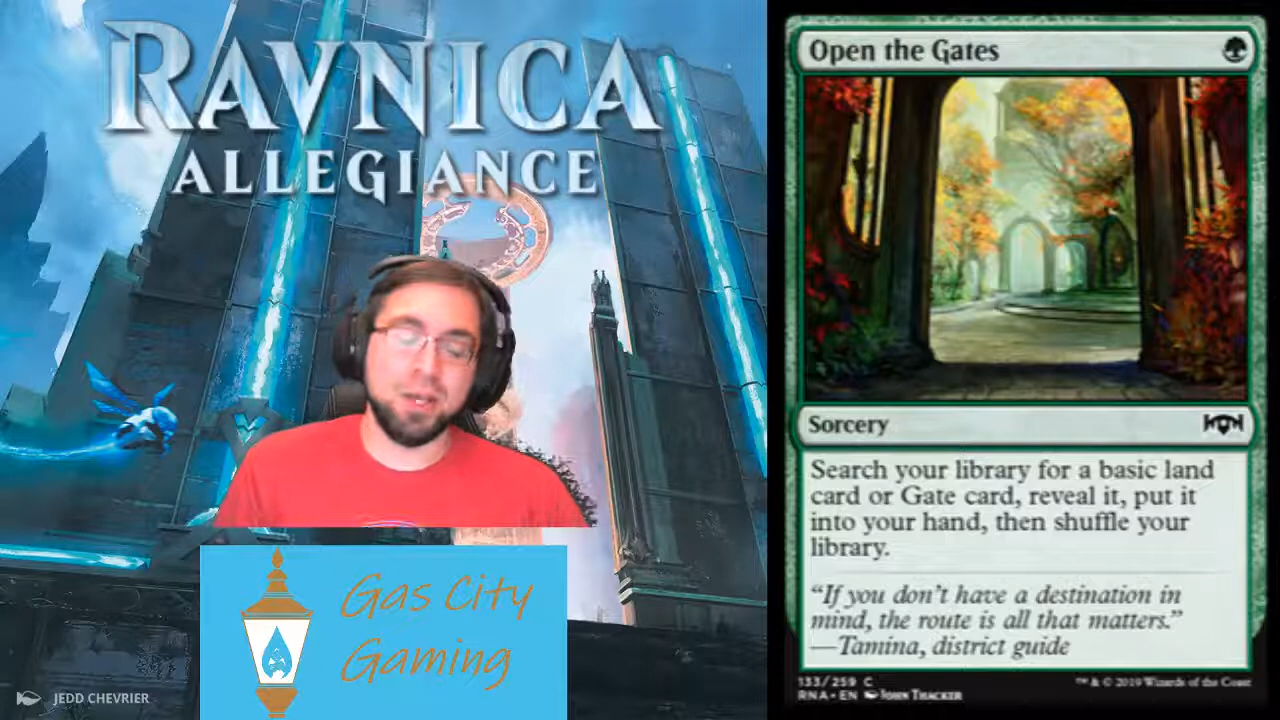 RAVNICA
ALLEGIANCE
Gas City
Gaming
JEDD CHEVRIER
Open the Gates
Sorcery
Search your library for a basic land
card or Gate card, reveal it, put it
into your hand, then shuffle your
library.
“If you don’t have a destination in
mind, the route is all that matters.”
—Tamina, district guide
133/259 C
RNA • EN JOHN THACKER
™ & © 2019 Wizards of the Coast